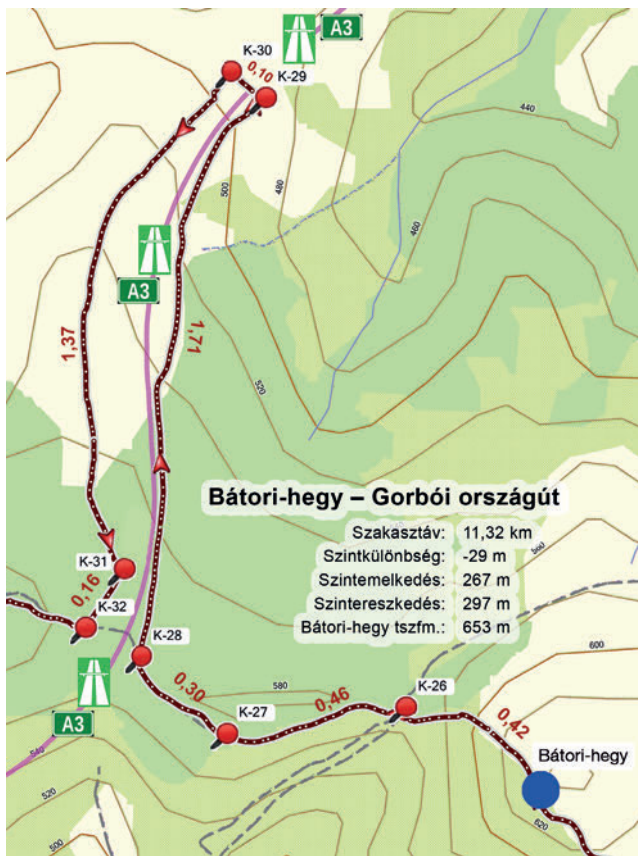 A3
K-30
0,10
K-29
440
500
480
460
A3
1,37
1,71
520
Bátori-hegy – Gorbói országút
Szakasztáv: 11,32 km
Szintkülönbség: -29 m
Szintemelkedés: 267 m
Szintereszkedés: 297 m
Bátori-hegy tszfm.: 653 m
560
K-31
0,16
K-32
K-28
600
A3
0,30
580
K-26
K-27
0,46
0,42
540
Bátori-hegy
520
620
500